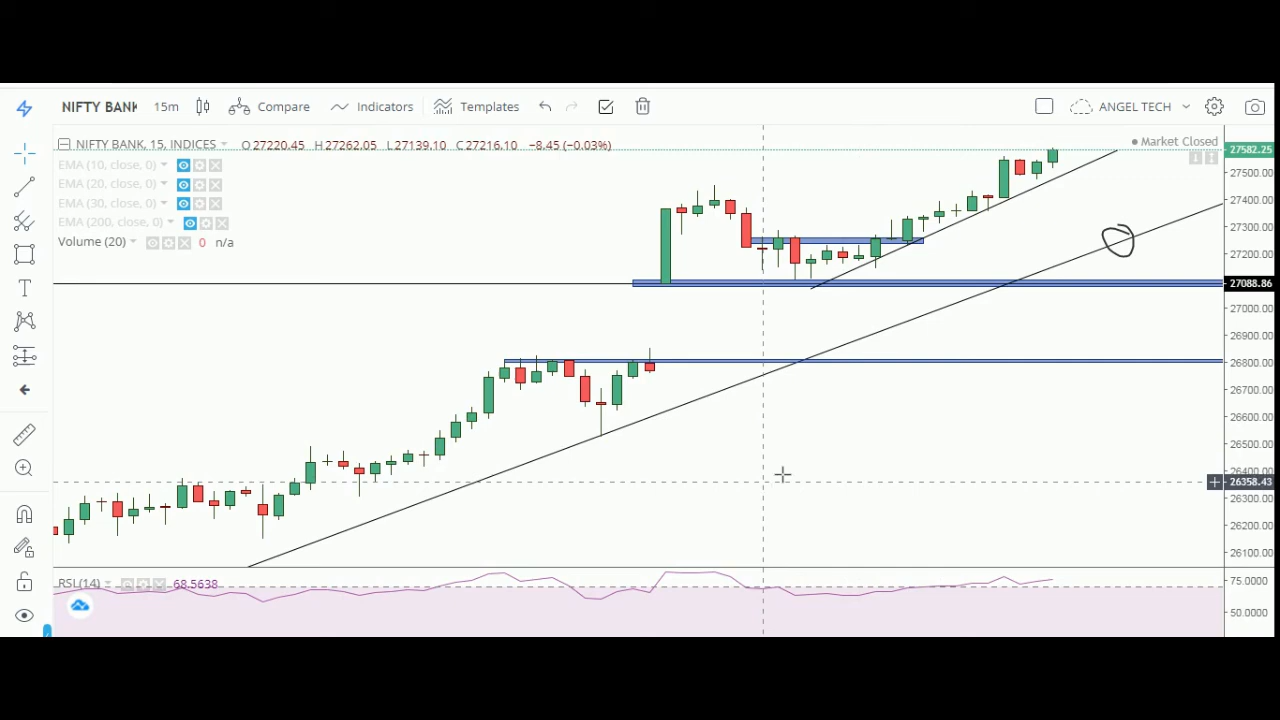 NIFTY BANK 15m Compare Indicators Templates ANGEL TECH
NIFTY BANK, 15, INDICES O27220.45 H27262.05 L27139.10 C27216.10 −8.45 (−0.03%) Market Closed
27582.25
EMA (10, close, 0)
EMA (20, close, 0)
EMA (30, close, 0)
EMA (200, close, 0)
Volume (20) 0 n/a
27500.00
27400.00
27300.00
27200.00
27088.86
27000.00
26900.00
26800.00
26700.00
26600.00
26500.00
26400.00
26358.43
26300.00
26200.00
26100.00
RSI (14) 68.5638
75.0000
50.0000